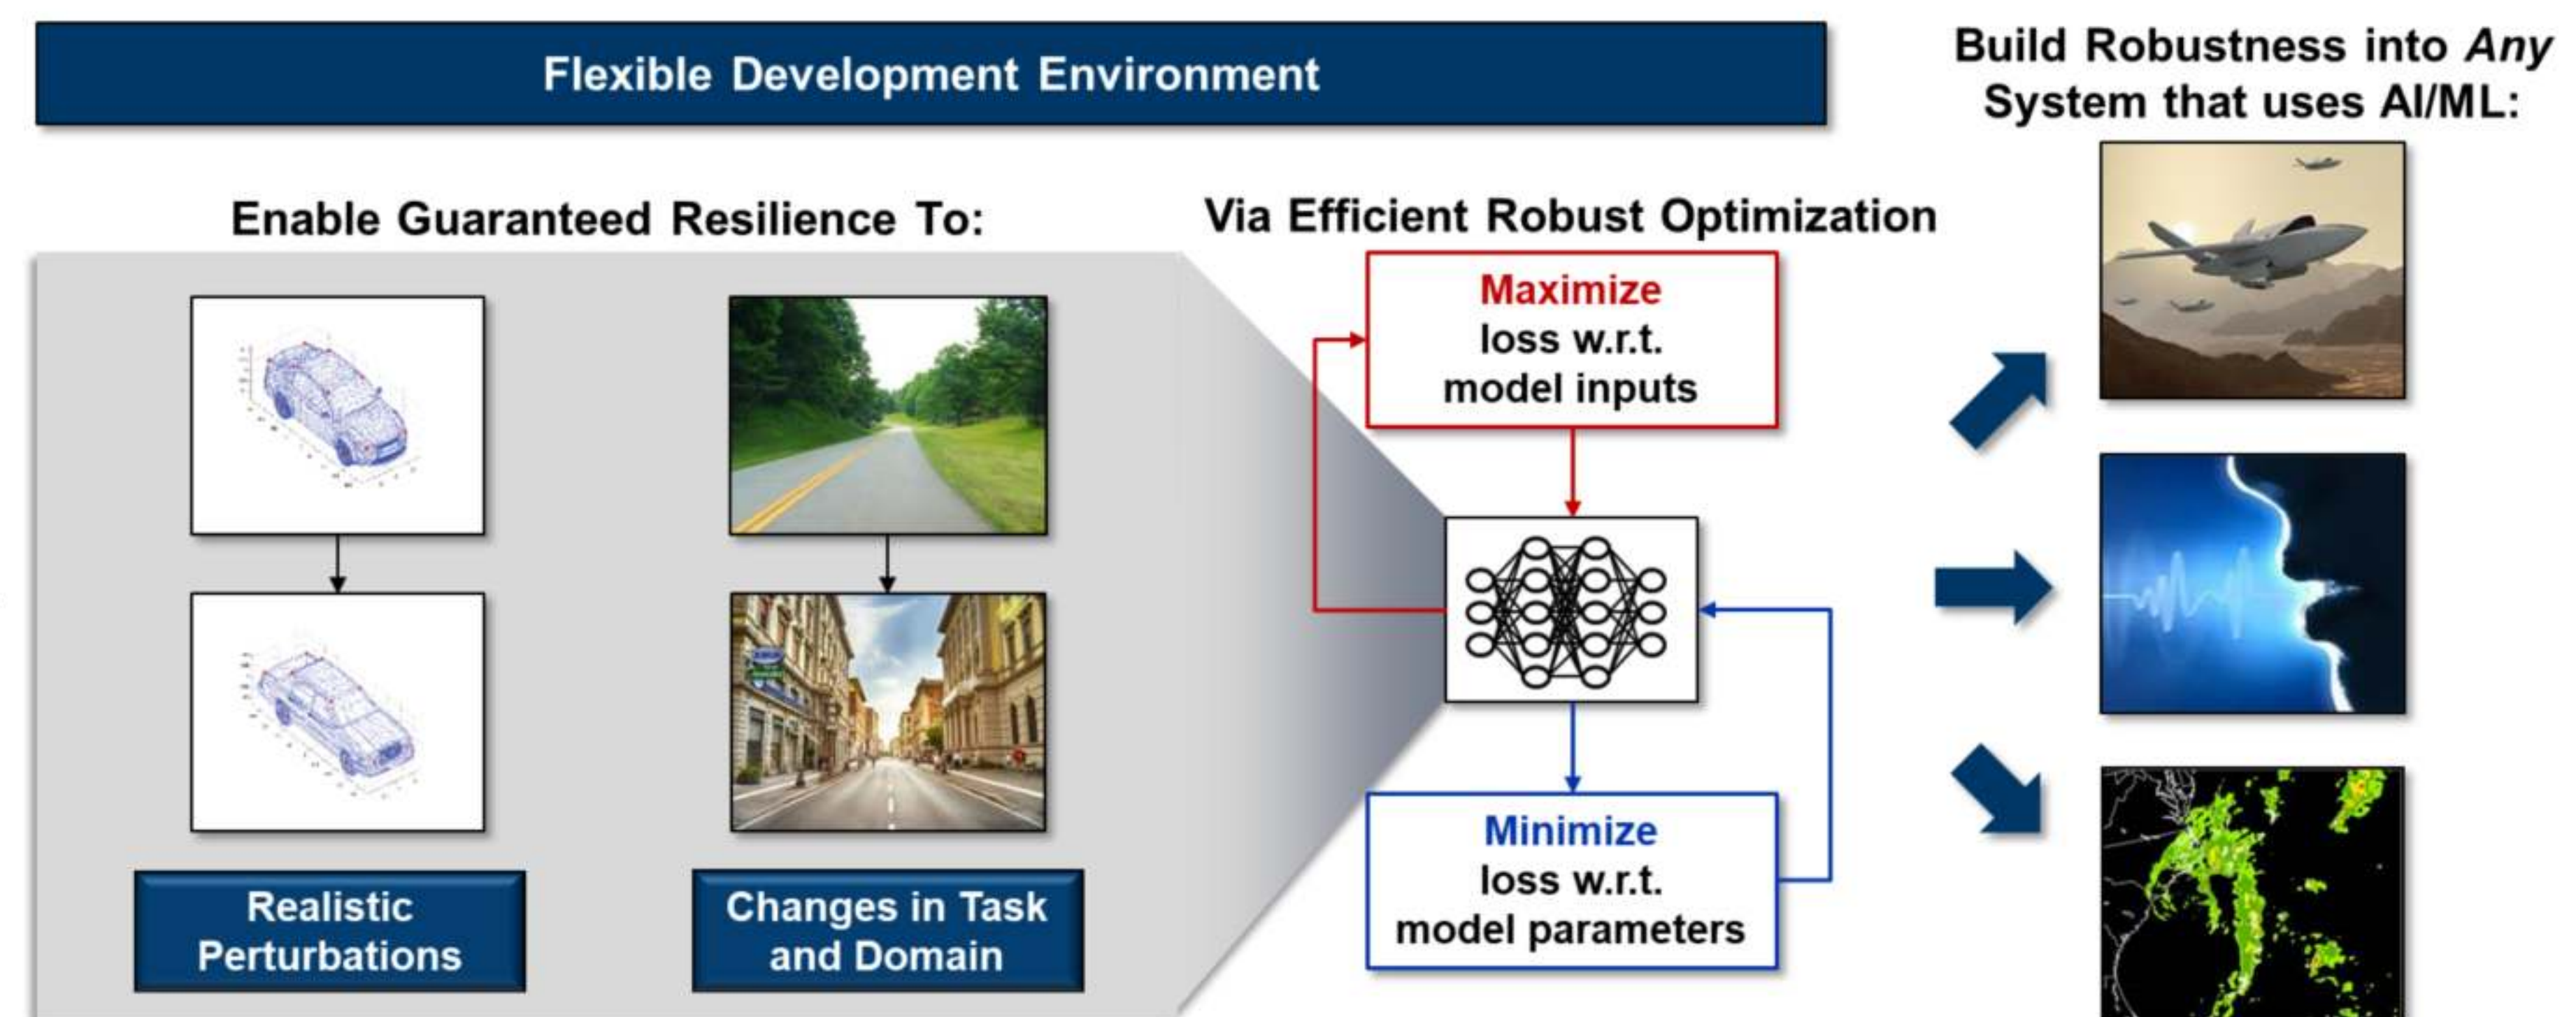 Flexible Development Environment
Build Robustness into Any
System that uses AI/ML:
Enable Guaranteed Resilience To:
Via Efficient Robust Optimization
Maximize
loss w.r.t.
model inputs
Minimize
loss w.r.t.
model parameters
Realistic
Perturbations
Changes in Task
and Domain